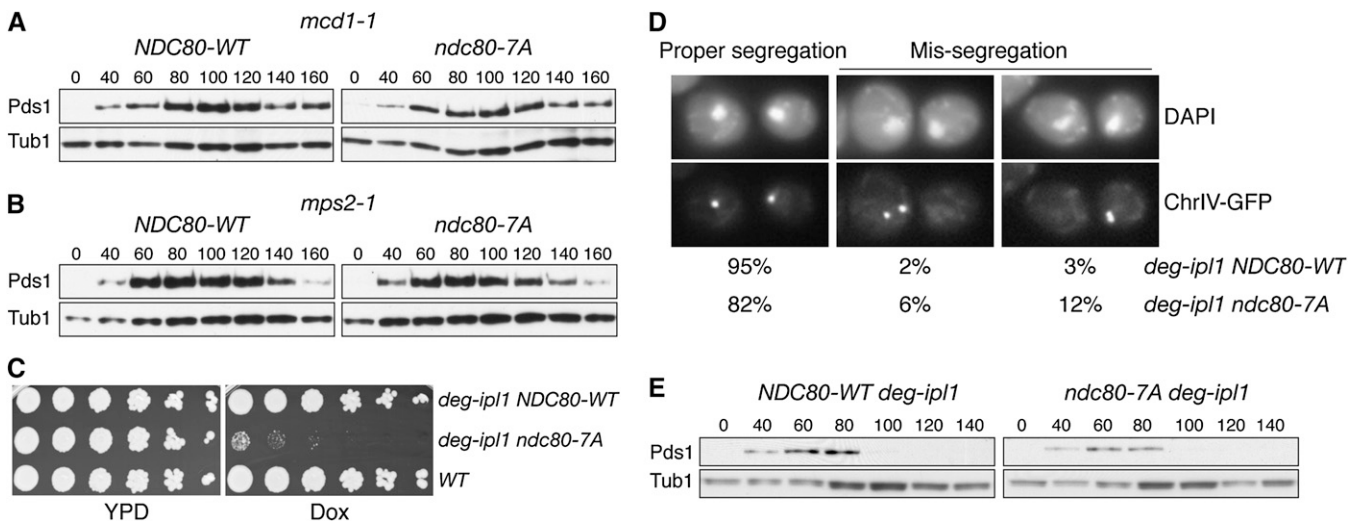 A
mcd1-1
NDC80-WT ndc80-7A
0 40 60 80 100 120 140 160 0 40 60 80 100 120 140 160
Pds1
Tub1
B
mps2-1
NDC80-WT ndc80-7A
0 40 60 80 100 120 140 160 0 40 60 80 100 120 140 160
Pds1
Tub1
C
deg-ipl1 NDC80-WT
deg-ipl1 ndc80-7A
WT
YPD Dox
D
Proper segregation Mis-segregation
DAPI
ChrIV-GFP
95% 2% 3% deg-ipl1 NDC80-WT
82% 6% 12% deg-ipl1 ndc80-7A
E
NDC80-WT deg-ipl1 ndc80-7A deg-ipl1
0 40 60 80 100 120 140 0 40 60 80 100 120 140
Pds1
Tub1